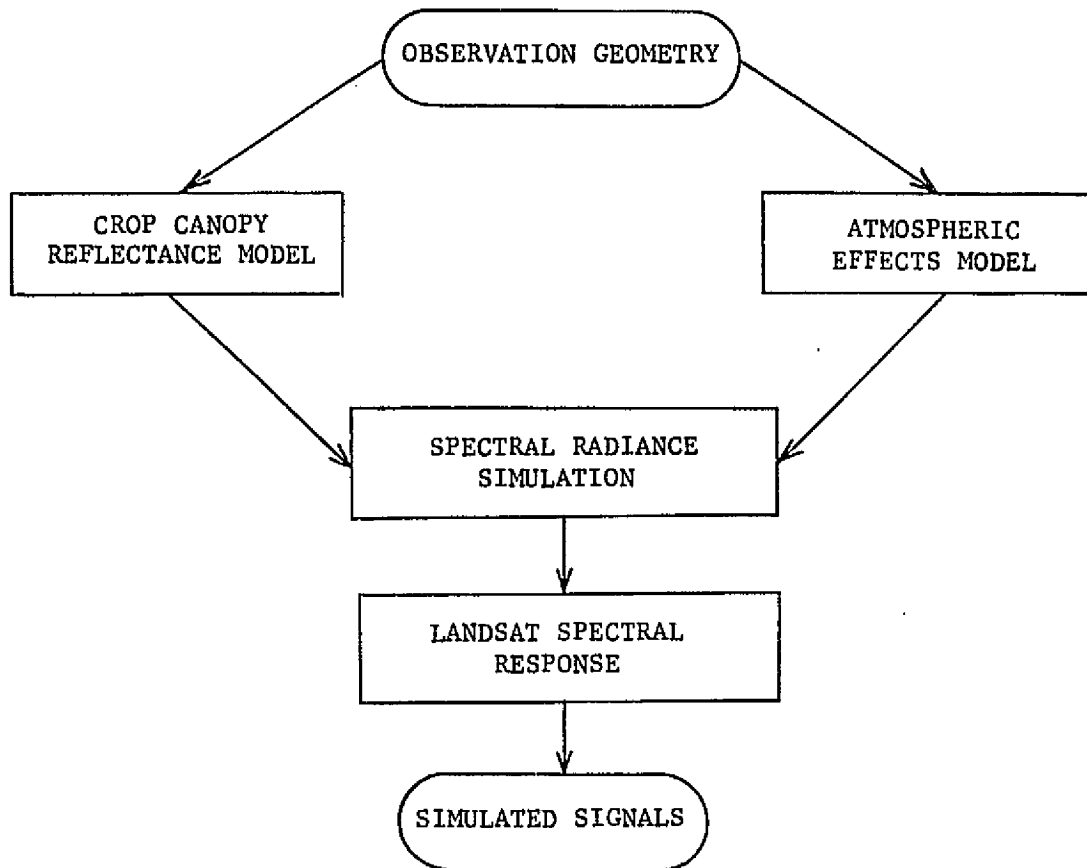 OBSERVATION GEOMETRY
CROP CANOPY
REFLECTANCE MODEL
ATMOSPHERIC
EFFECTS MODEL
SPECTRAL RADIANCE
SIMULATION
LANDSAT SPECTRAL
RESPONSE
SIMULATED SIGNALS